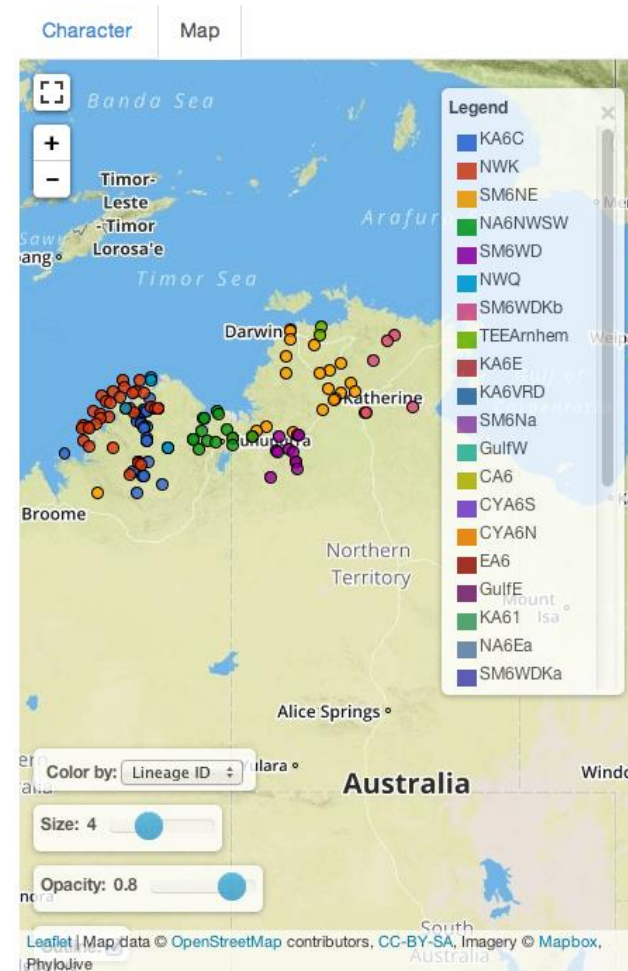 Character
Map
Banda Sea
+
−
Timor-
Leste
Timor
Lorosa'e
Timor Sea
Darwin
Katherine
Broome
Northern
Territory
Alice Springs
Australia
South
Australia
Mount
Isa
Legend
KA6C
NWK
SM6NE
NA6NWSW
SM6WD
NWQ
SM6WDKb
TEEArnhem
KA6E
KA6VRD
SM6Na
GulfW
CA6
CYA6S
CYA6N
EA6
GulfE
KA61
NA6Ea
SM6WDKa
Color by: Lineage ID
Size: 4
Opacity: 0.8
Outline:
Leaflet | Map data © OpenStreetMap contributors, CC-BY-SA, Imagery © Mapbox,
PhyloJive